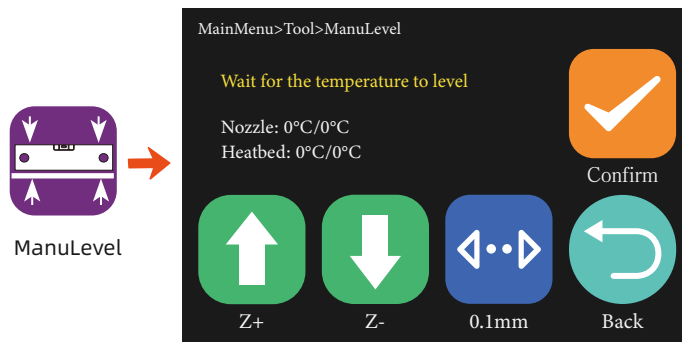 ManuLevel
MainMenu>Tool>ManuLevel
Wait for the temperature to level
Nozzle: 0°C/0°C
Heatbed: 0°C/0°C
Confirm
Z+
Z-
0.1mm
Back